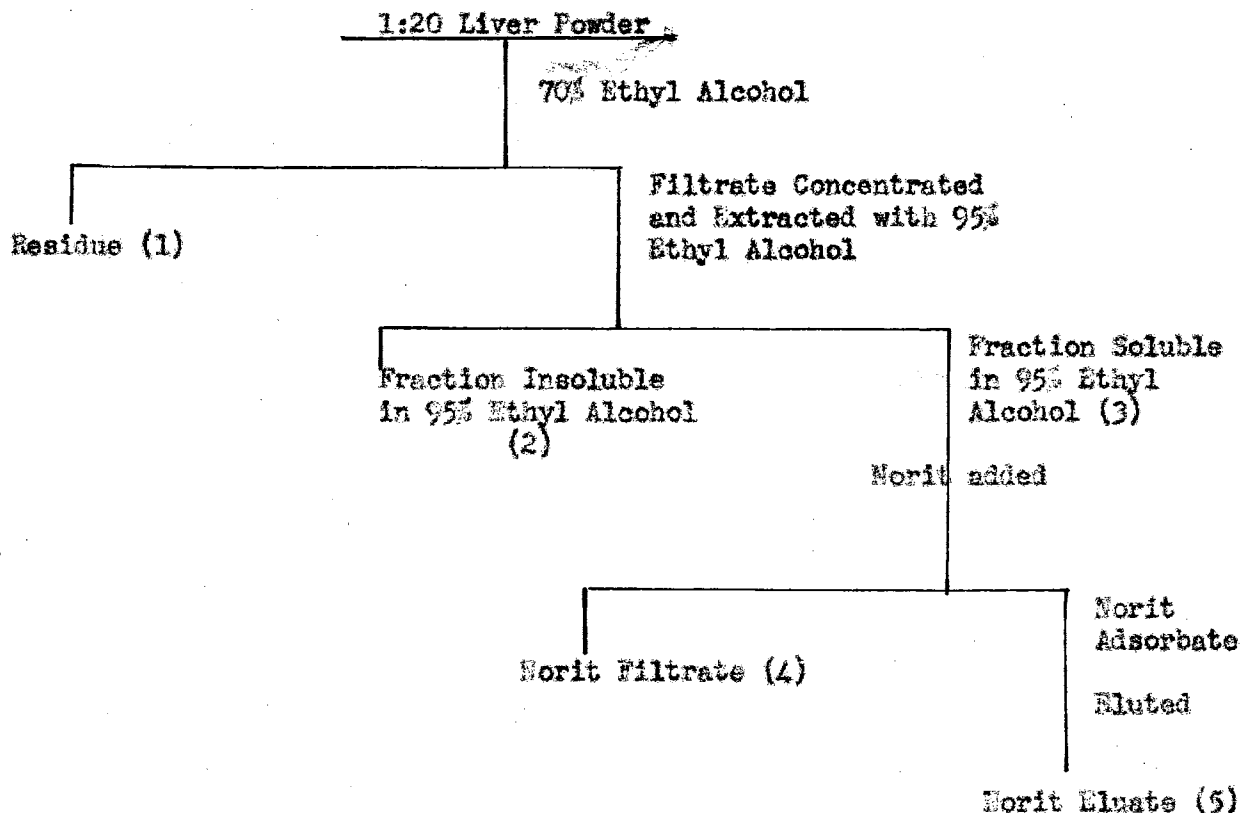 1:20 Liver Powder
70% Ethyl Alcohol
Filtrate Concentrated
and Extracted with 95%
Ethyl Alcohol
Residue (1)
Fraction Insoluble
in 95% Ethyl Alcohol
(2)
Fraction Soluble
in 95% Ethyl
Alcohol (3)
Norit added
Norit Filtrate (4)
Norit
Adsorbate
Eluted
Norit Eluate (5)